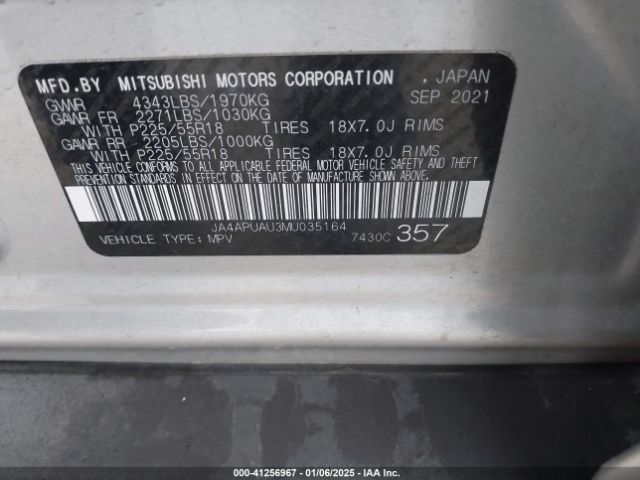 MFD.BY MITSUBISHI MOTORS CORPORATION . JAPAN
GVWR 4343LBS/1970KG SEP 2021
GAWR FR 2271LBS/1030KG
WITH P225/55R18 TIRES 18X7.0J RIMS
GAWR RR 2205LBS/1000KG
WITH P225/55R18 TIRES 18X7.0J RIMS
THIS VEHICLE CONFORMS TO ALL APPLICABLE FEDERAL MOTOR VEHICLE SAFETY AND THEFT
PREVENTION STANDARDS IN EFFECT ON THE DATE OF MANUFACTURE SHOWN ABOVE.
JA4APUAU3MU035164
VEHICLE TYPE: MPV 7430C 357
000-41256967 - 01/06/2025 - IAA, Inc.